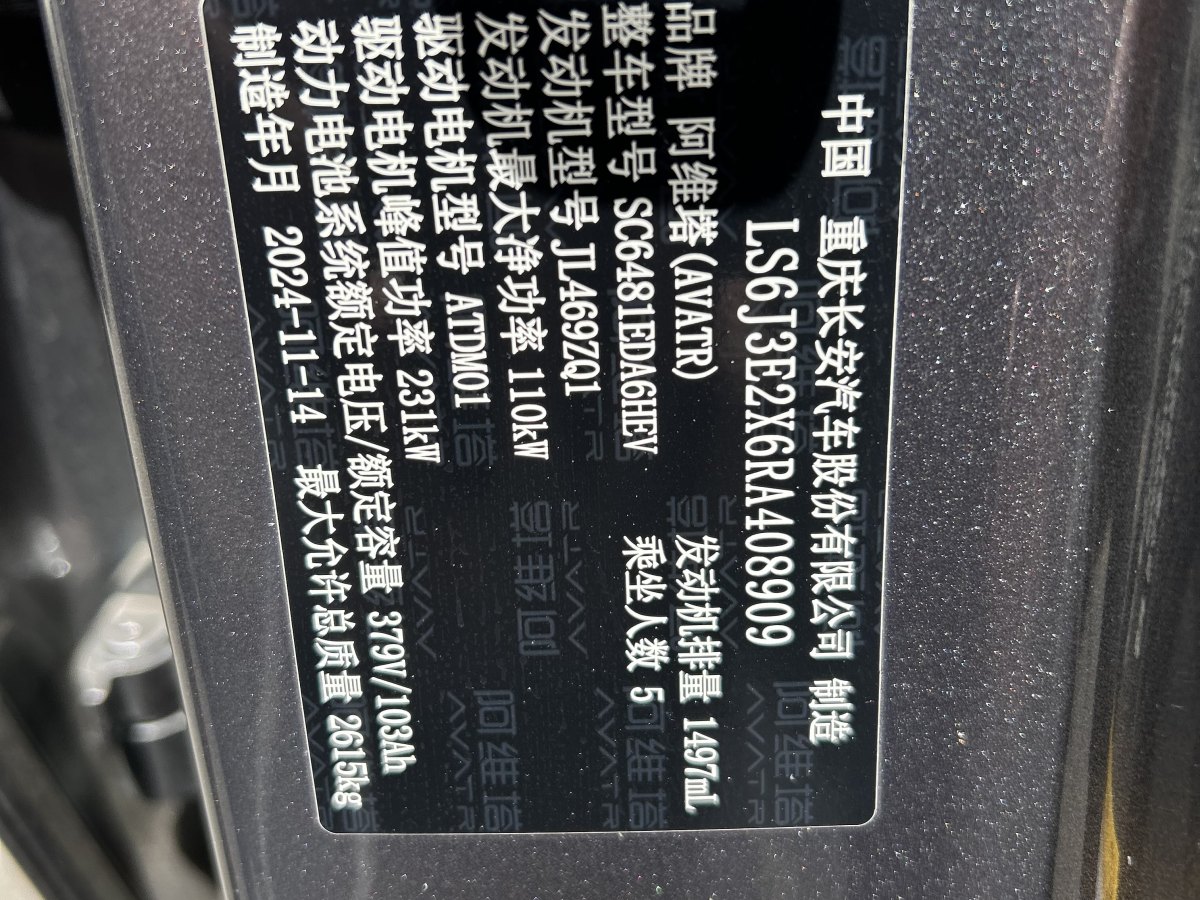 中国 重庆长安汽车股份有限公司 制造
LS6J3E2X6RA408909
品牌 阿维塔(AVATR) 发动机排量 1497mL
整车型号 SC6481EDA6HEV 乘坐人数 5
发动机型号 JL469ZQ1
发动机最大净功率 110kW
驱动电机型号 ATDM01
驱动电机峰值功率 231kW
动力电池系统额定电压/额定容量 379V/103Ah
制造年月 2024-11-14 最大允许总质量 2615kg